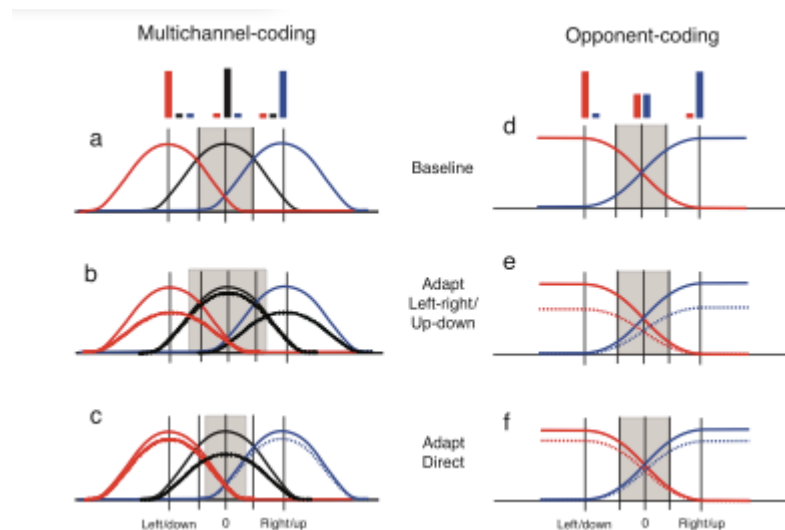 Multichannel-coding
Opponent-coding
a
d
Baseline
b
e
Adapt
Left-right/
Up-down
c
f
Adapt
Direct
Left/down 0 Right/up
Left/down 0 Right/up